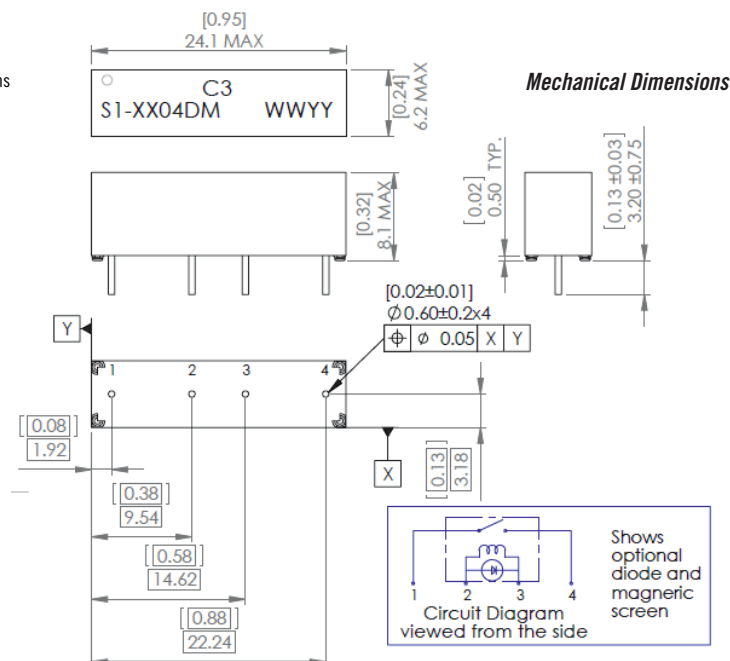 [0.95]
24.1 MAX
ns
Mechanical Dimensions
C3
S1-XX04DM WWYY
[0.24]
6.2 MAX
[0.32]
8.1 MAX
[0.02]
0.50 TYP.
[0.13 ±0.03]
3.20 ±0.75
[0.02±0.01]
Ø0.60±0.2x4
⌖ ø 0.05 X Y
Y
1 2 3 4
[0.08]
1.92
X
[0.13]
3.18
[0.38]
9.54
[0.58]
14.62
[0.88]
22.24
1 2 3 4
Circuit Diagram
viewed from the side
Shows
optional
diode and
magneric
screen